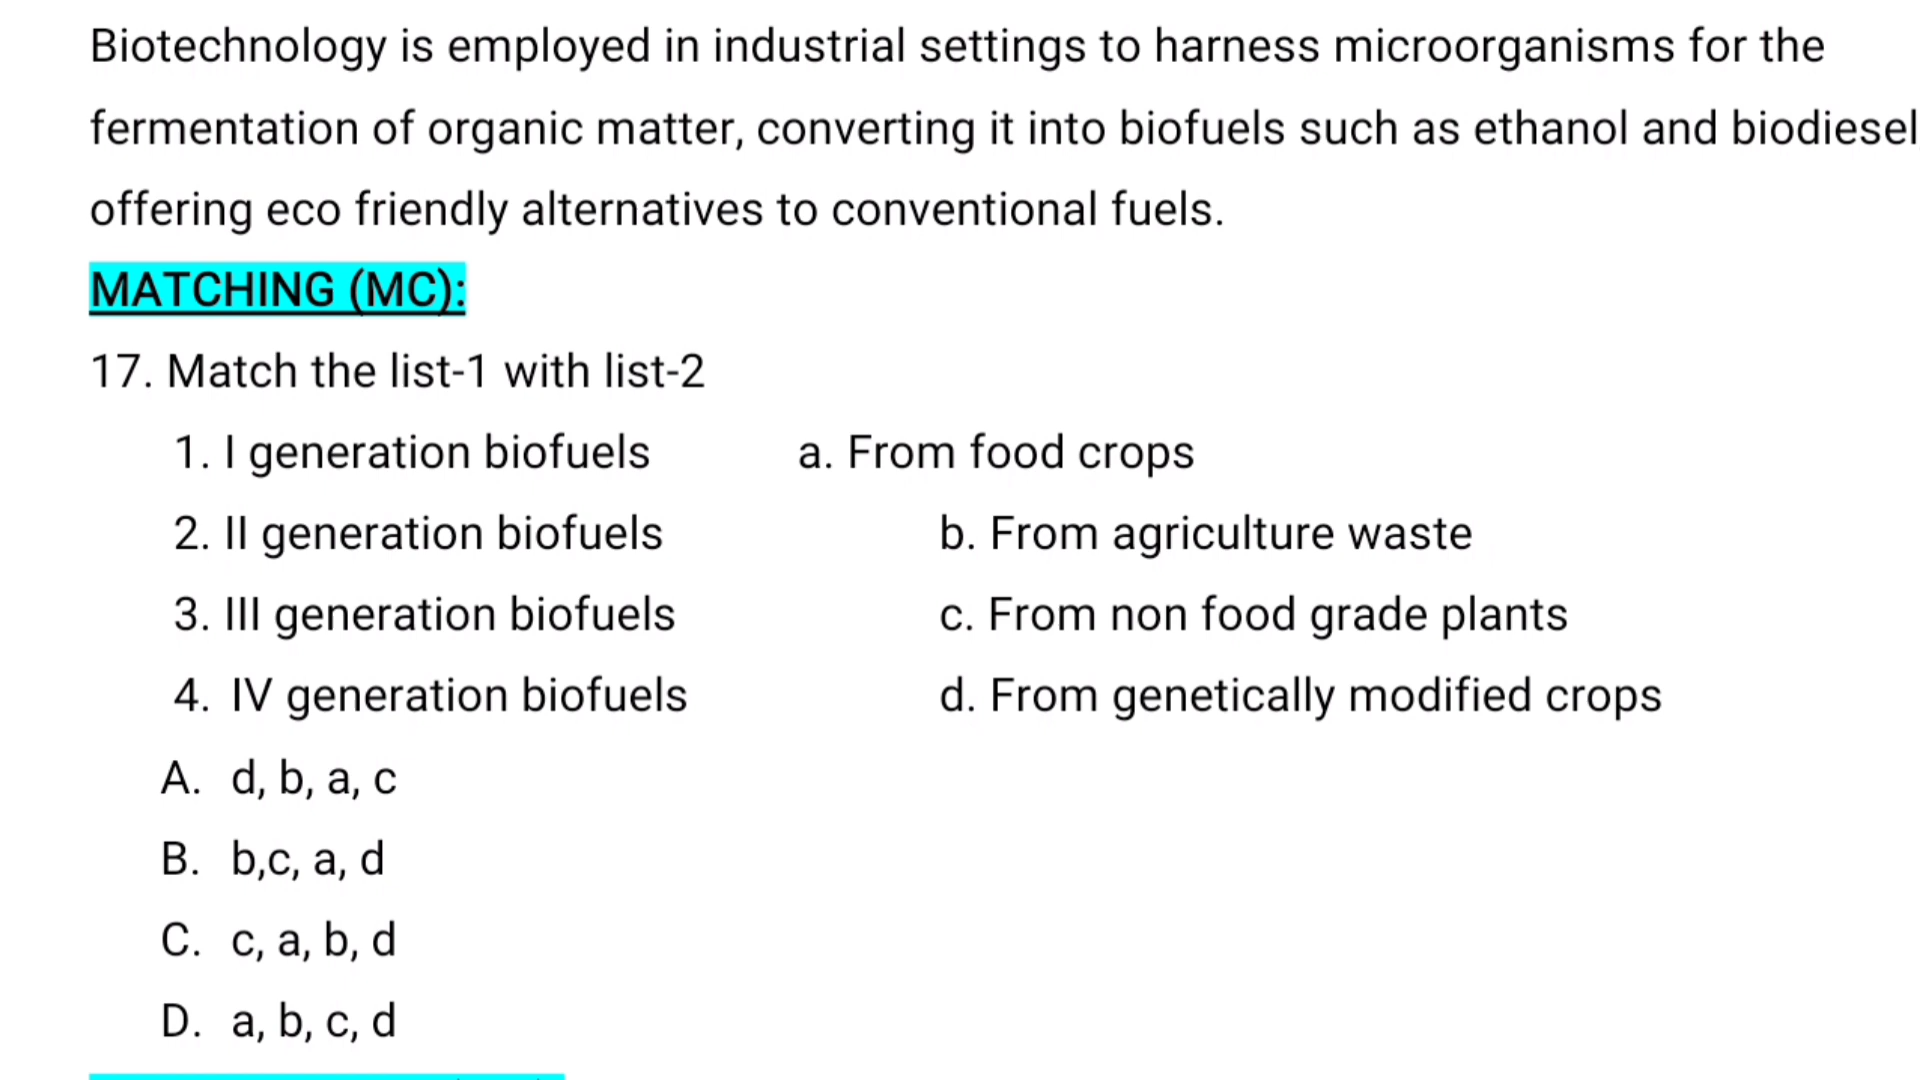 Biotechnology is employed in industrial settings to harness microorganisms for the
fermentation of organic matter, converting it into biofuels such as ethanol and biodiesel
offering eco friendly alternatives to conventional fuels.
MATCHING (MC):
17. Match the list-1 with list-2
1. I generation biofuels a. From food crops
2. II generation biofuels b. From agriculture waste
3. III generation biofuels c. From non food grade plants
4. IV generation biofuels d. From genetically modified crops
A. d, b, a, c
B. b,c, a, d
C. c, a, b, d
D. a, b, c, d